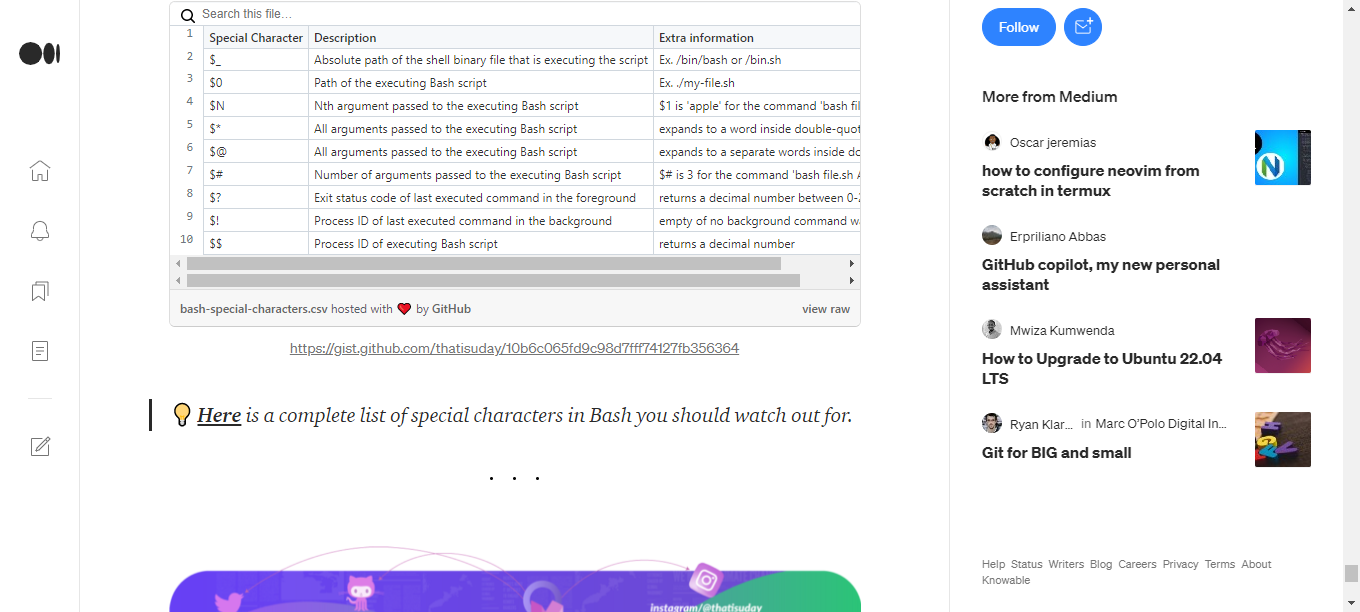 Search this file…
1 Special Character Description Extra information
2 $_ Absolute path of the shell binary file that is executing the script Ex. /bin/bash or /bin.sh
3 $0 Path of the executing Bash script Ex. ./my-file.sh
4 $N Nth argument passed to the executing Bash script $1 is 'apple' for the command 'bash fil
5 $* All arguments passed to the executing Bash script expands to a word inside double-quot
6 $@ All arguments passed to the executing Bash script expands to a separate words inside do
7 $# Number of arguments passed to the executing Bash script $# is 3 for the command 'bash file.sh
8 $? Exit status code of last executed command in the foreground returns a decimal number between 0-
9 $! Process ID of last executed command in the background empty of no background command
10 $$ Process ID of executing Bash script returns a decimal number
bash-special-characters.csv hosted with ❤ by GitHub view raw
https://gist.github.com/thatisuday/10b6c065fd9c98d7fff74127fb356364
💡 Here is a complete list of special characters in Bash you should watch out for.
. . .
instagram/@thatisuday
Follow
More from Medium
Oscar jeremias
how to configure neovim from
scratch in termux
Erpriliano Abbas
GitHub copilot, my new personal
assistant
Mwiza Kumwenda
How to Upgrade to Ubuntu 22.04
LTS
Ryan Klar... in Marc O'Polo Digital In...
Git for BIG and small
Help Status Writers Blog Careers Privacy Terms About
Knowable